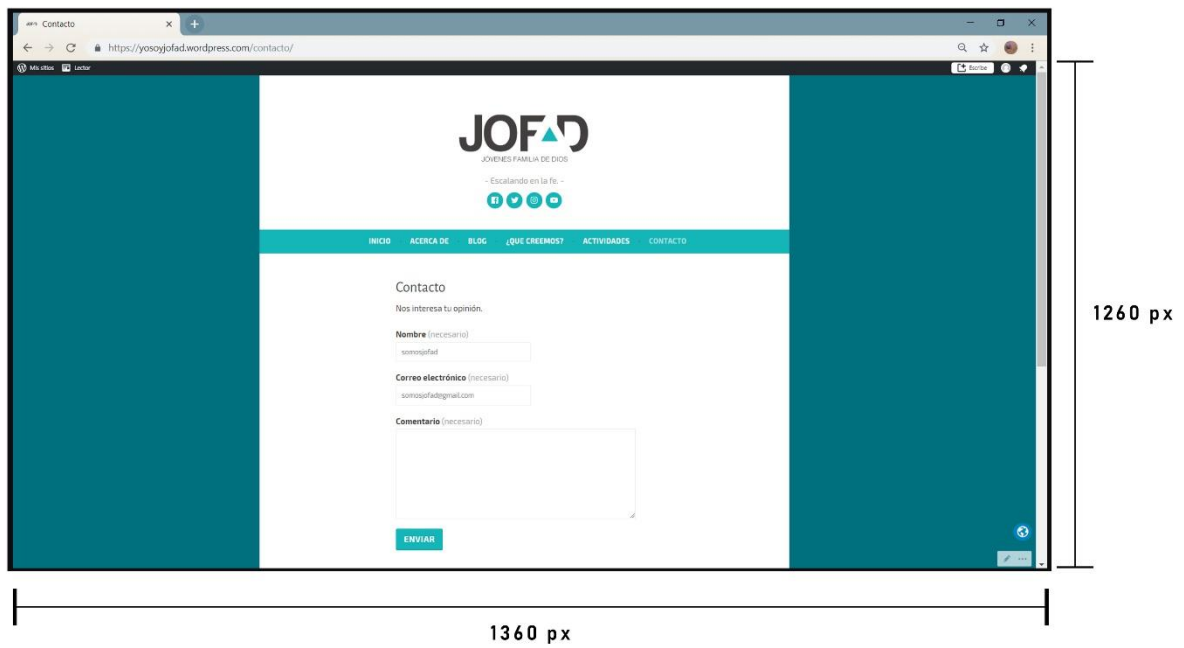 Contacto
https://yosoyjofad.wordpress.com/contacto/
Mis sitios Lector Escribe
JOFAD
JOVENES FAMILIA DE DIOS
- Escalando en la fe. -
INICIO ACERCA DE BLOG ¿QUE CREEMOS? ACTIVIDADES CONTACTO
Contacto
Nos interesa tu opinión.
Nombre (necesario)
somosjofad
Correo electrónico (necesario)
somosjofad@gmail.com
Comentario (necesario)
ENVIAR
1260 px
1360 px